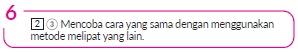 6
2 ③ Mencoba cara yang sama dengan menggunakan
metode melipat yang lain.